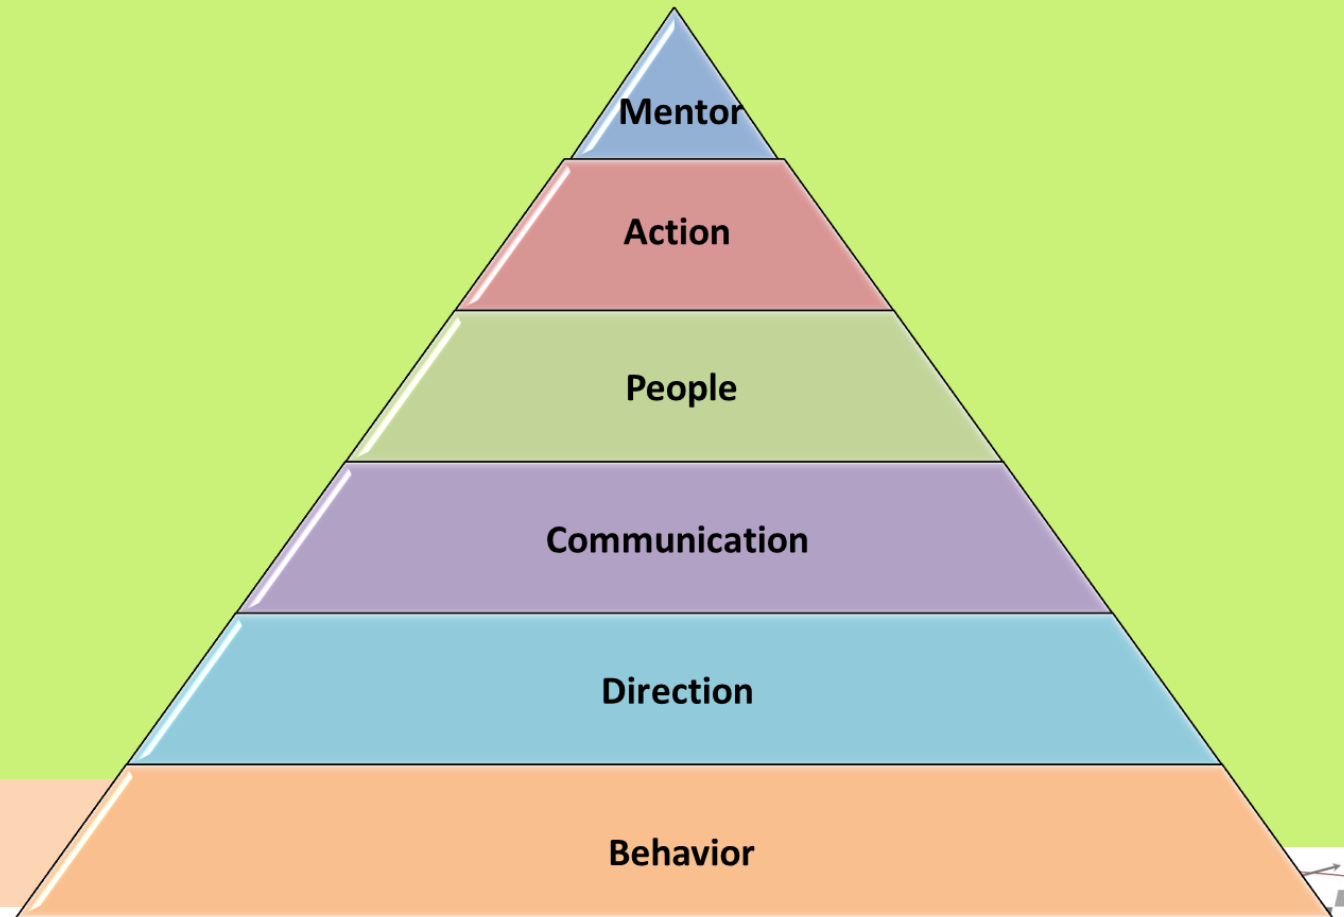 Mentor
Action
People
Communication
Direction
Behavior